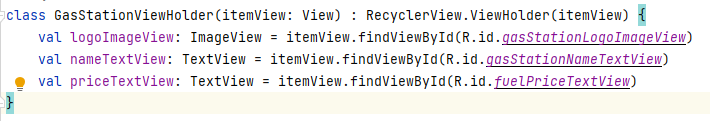 class GasStationViewHolder(itemView: View) : RecyclerView.ViewHolder(itemView) {
val logoImageView: ImageView = itemView.findViewById(R.id.gasStationLogoImageView)
val nameTextView: TextView = itemView.findViewById(R.id.gasStationNameTextView)
val priceTextView: TextView = itemView.findViewById(R.id.fuelPriceTextView)
}